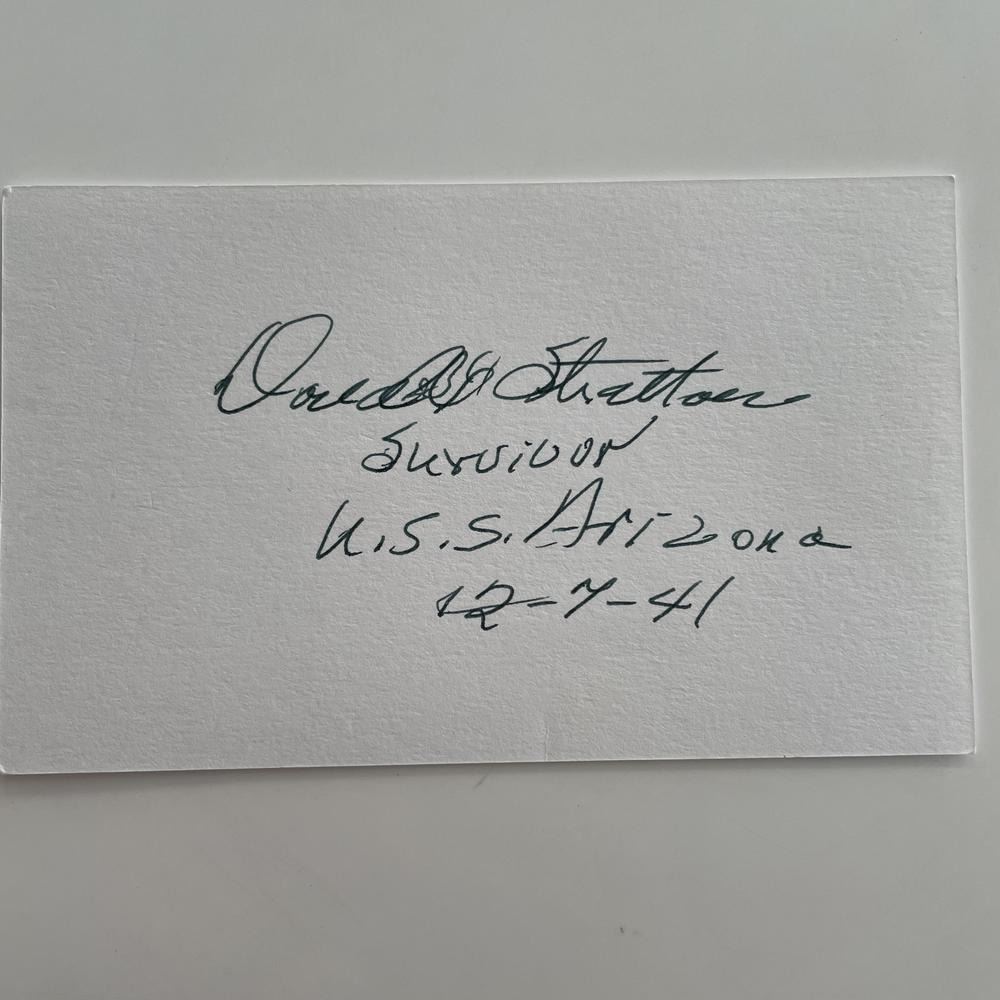 Donald Stratton
Survivor
U.S.S. Arizona
12-7-41